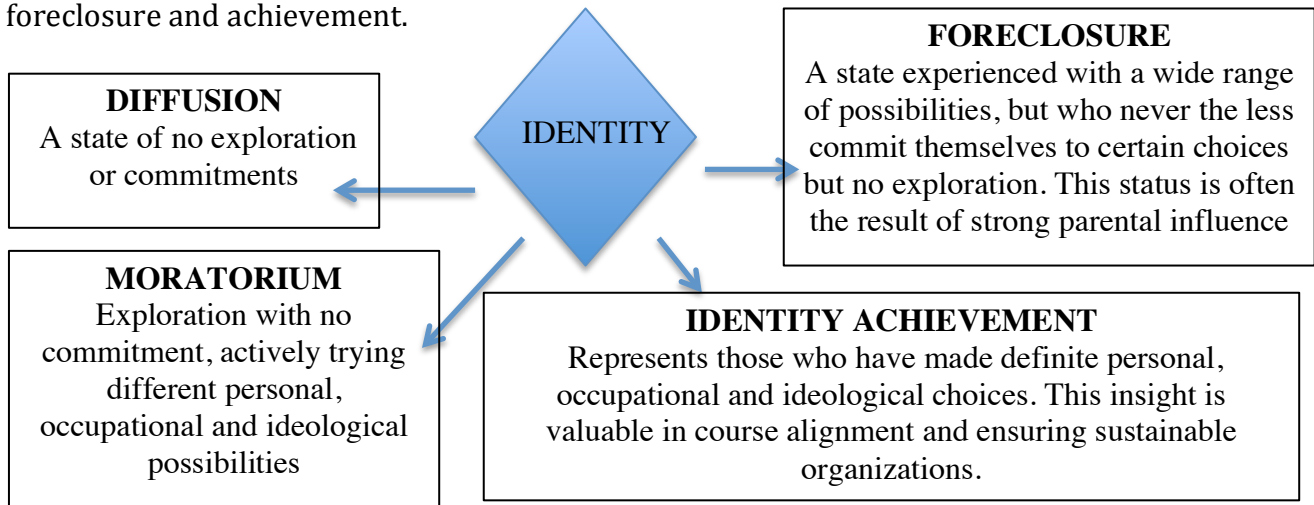 foreclosure and achievement.
DIFFUSION
A state of no exploration
or commitments
IDENTITY
FORECLOSURE
A state experienced with a wide range
of possibilities, but who never the less
commit themselves to certain choices
but no exploration. This status is often
the result of strong parental influence
MORATORIUM
Exploration with no
commitment, actively trying
different personal,
occupational and ideological
possibilities
IDENTITY ACHIEVEMENT
Represents those who have made definite personal,
occupational and ideological choices. This insight is
valuable in course alignment and ensuring sustainable
organizations.